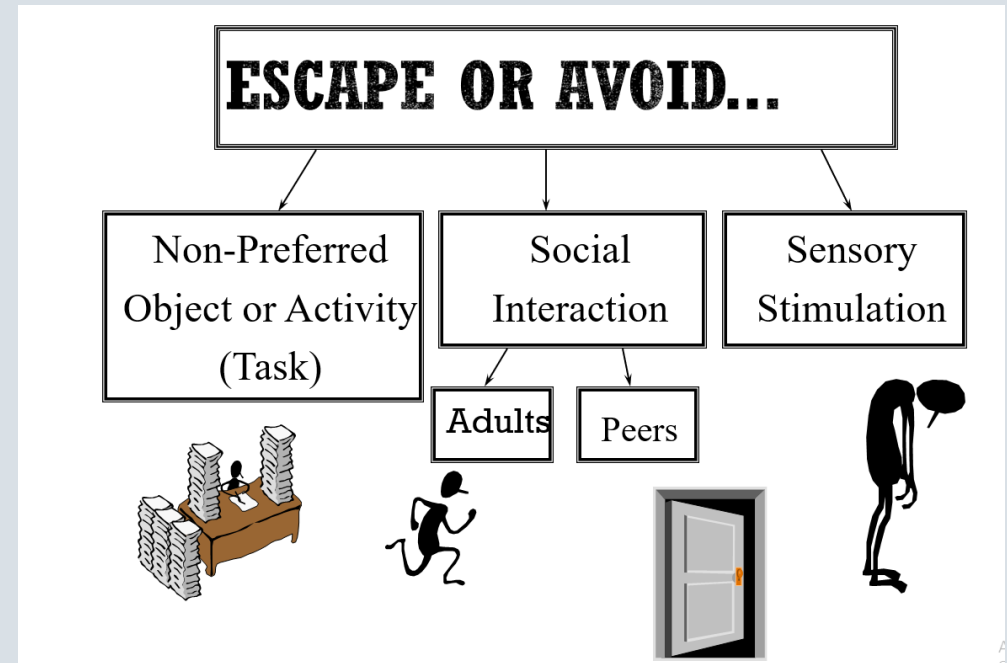 ESCAPE OR AVOID...
Non-Preferred
Object or Activity
(Task)
Social
Interaction
Sensory
Stimulation
Adults
Peers